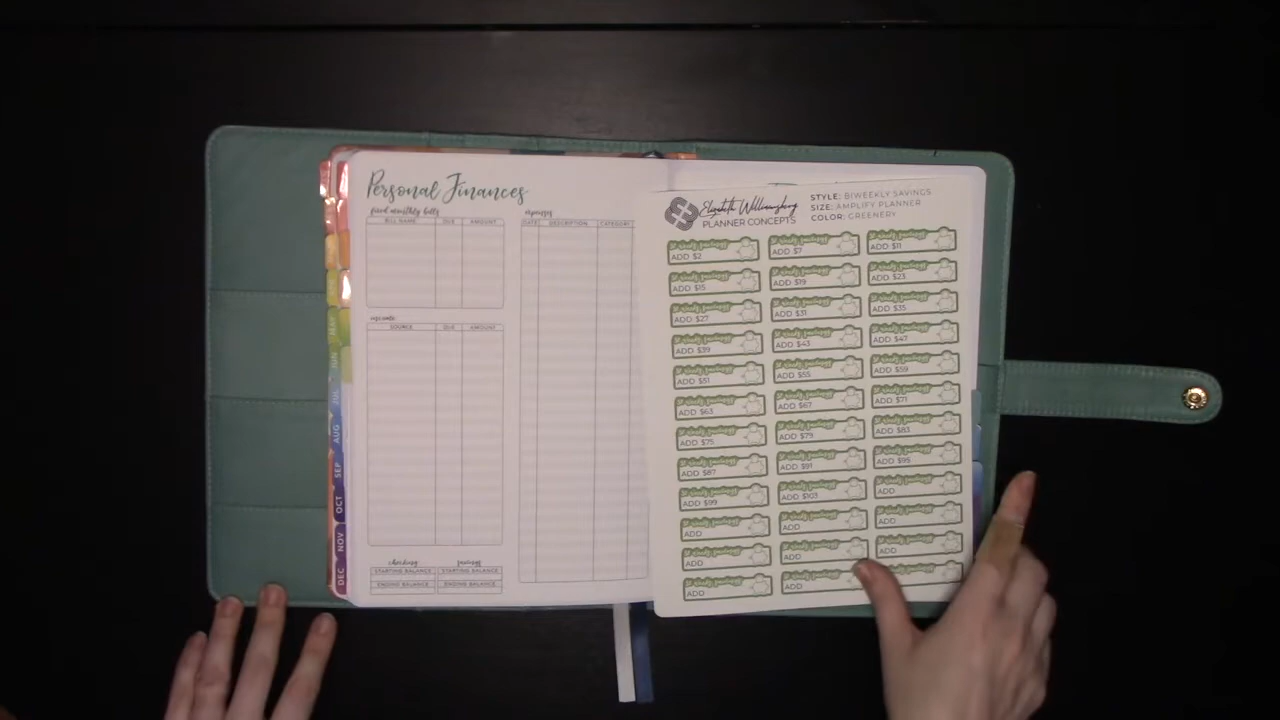 Personal Finances
fixed monthly bills
BILL NAME DUE AMOUNT
income
SOURCE DUE AMOUNT
checking savings
STARTING BALANCE STARTING BALANCE
ENDING BALANCE ENDING BALANCE
expenses
DATE DESCRIPTION CATEGORY
MAY
JUN
JUL
AUG
SEP
OCT
NOV
DEC
Elizabeth Williamsburg
PLANNER CONCEPTS
STYLE: BIWEEKLY SAVINGS
SIZE: AMPLIFY PLANNER
COLOR: GREENERY
ADD $2 ADD $7 ADD $11
ADD $15 ADD $19 ADD $23
ADD $27 ADD $31 ADD $35
ADD $39 ADD $43 ADD $47
ADD $51 ADD $55 ADD $59
ADD $63 ADD $67 ADD $71
ADD $75 ADD $79 ADD $83
ADD $87 ADD $91 ADD $95
ADD $99 ADD $103 ADD
ADD ADD ADD
ADD ADD ADD
ADD ADD